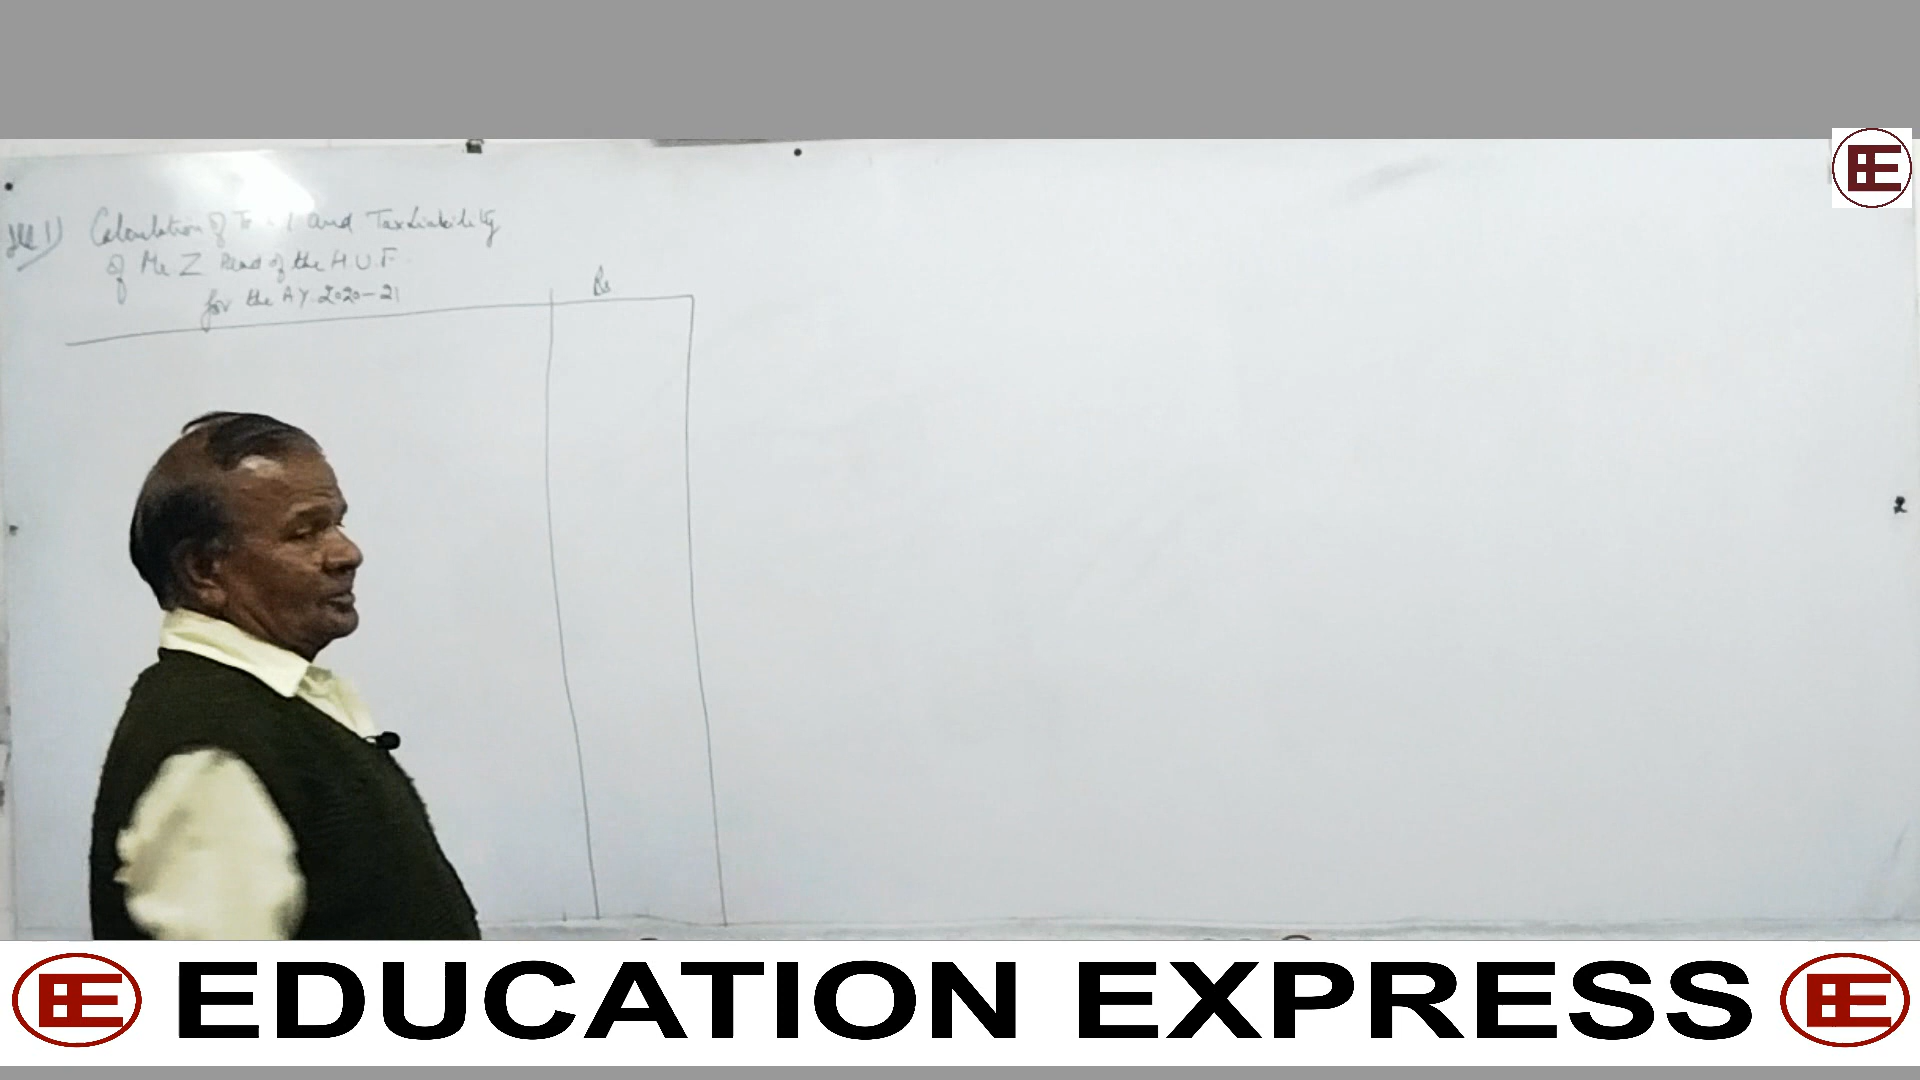 Ill 1) Calculation of and Tax Liability
of Mr Z Head of the H.U.F.
for the A.Y. 2020-21
Rs
EDUCATION EXPRESS